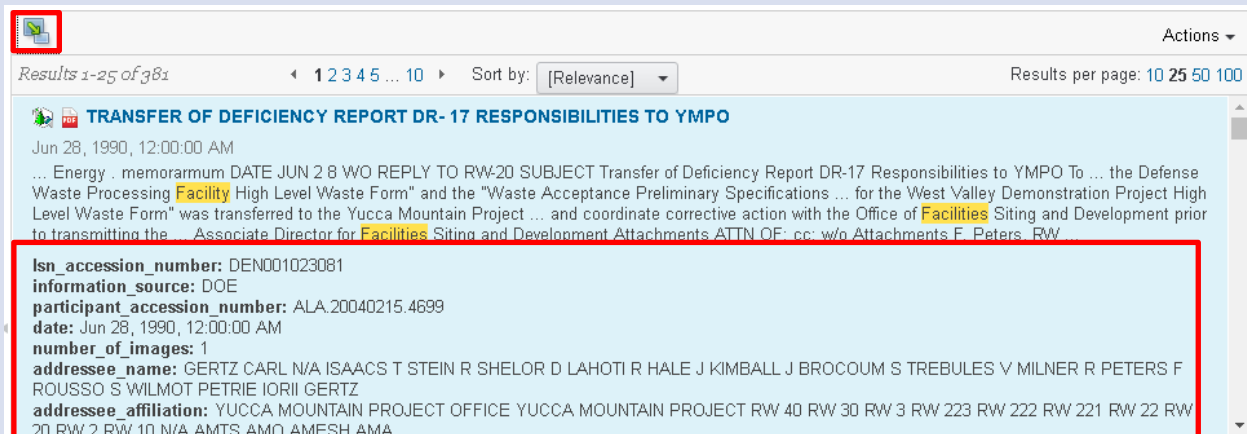 Actions
Results 1-25 of 381 1 2 3 4 5 ... 10 Sort by: [Relevance] Results per page: 10 25 50 100
TRANSFER OF DEFICIENCY REPORT DR- 17 RESPONSIBILITIES TO YMPO
Jun 28, 1990, 12:00:00 AM
... Energy . memorarmum DATE JUN 2 8 WO REPLY TO RW-20 SUBJECT Transfer of Deficiency Report DR-17 Responsibilities to YMPO To ... the Defense
Waste Processing Facility High Level Waste Form" and the "Waste Acceptance Preliminary Specifications ... for the West Valley Demonstration Project High
Level Waste Form" was transferred to the Yucca Mountain Project ... and coordinate corrective action with the Office of Facilities Siting and Development prior
to transmitting the ... Associate Director for Facilities Siting and Development Attachments ATTN OF: cc: w/o Attachments F. Peters, RW ...
lsn_accession_number: DEN001023081
information_source: DOE
participant_accession_number: ALA.20040215.4699
date: Jun 28, 1990, 12:00:00 AM
number_of_images: 1
addressee_name: GERTZ CARL N/A ISAACS T STEIN R SHELOR D LAHOTI R HALE J KIMBALL J BROCOUM S TREBULES V MILNER R PETERS F
ROUSSO S WILMOT PETRIE IORII GERTZ
addressee_affiliation: YUCCA MOUNTAIN PROJECT OFFICE YUCCA MOUNTAIN PROJECT RW 40 RW 30 RW 3 RW 223 RW 222 RW 221 RW 22 RW
20 RW 2 RW 10 N/A AMTS AMO AMESH AMA